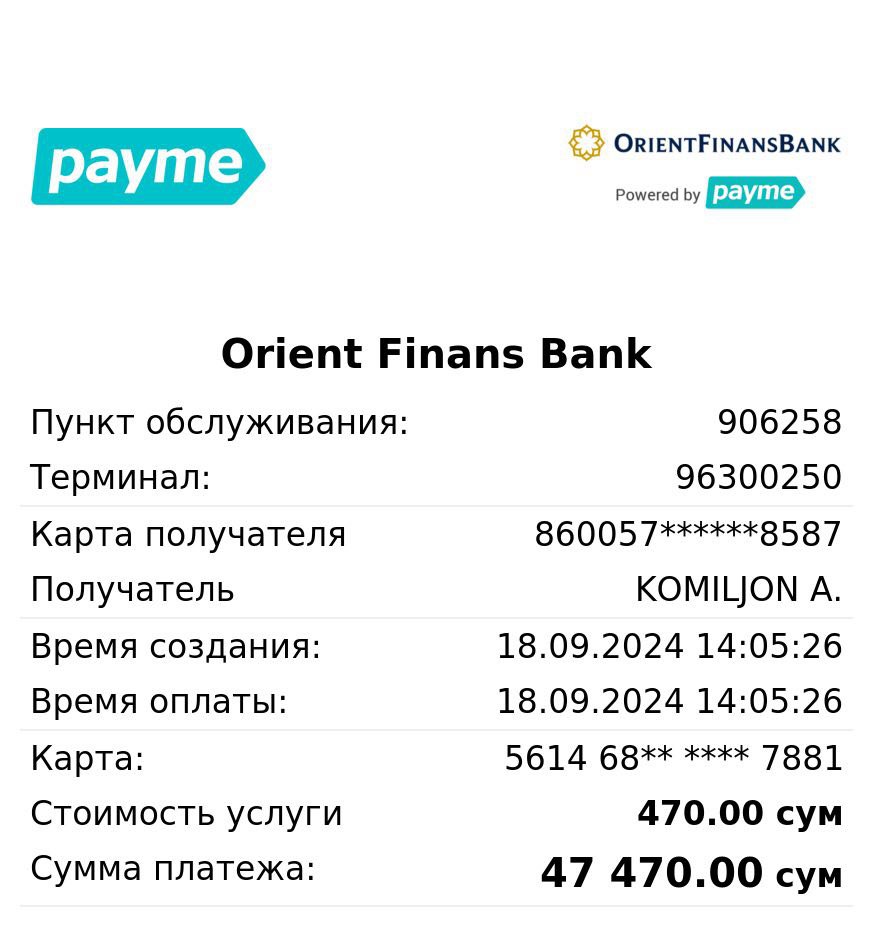 payme
OrientFinansBank
Powered by payme
Orient Finans Bank
Пункт обслуживания: 906258
Терминал: 96300250
Карта получателя 860057******8587
Получатель KOMILJON A.
Время создания: 18.09.2024 14:05:26
Время оплаты: 18.09.2024 14:05:26
Карта: 5614 68** **** 7881
Стоимость услуги 470.00 сум
Сумма платежа: 47 470.00 сум